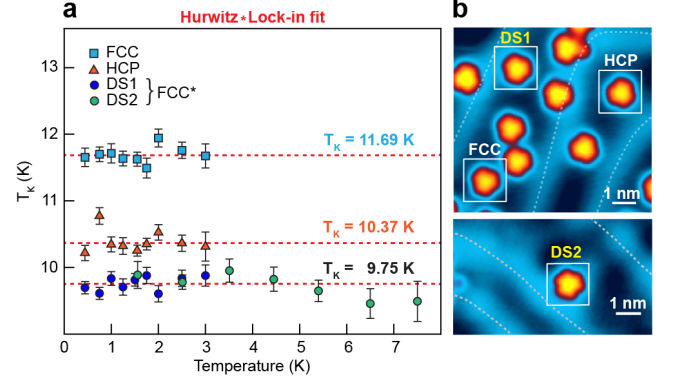 a
Hurwitz*Lock-in fit
13
12
11
10
T_K (K)
FCC
HCP
DS1
DS2
FCC*
T_K = 11.69 K
T_K = 10.37 K
T_K = 9.75 K
0 1 2 3 4 5 6 7
Temperature (K)
b
DS1
HCP
FCC
1 nm
DS2
1 nm